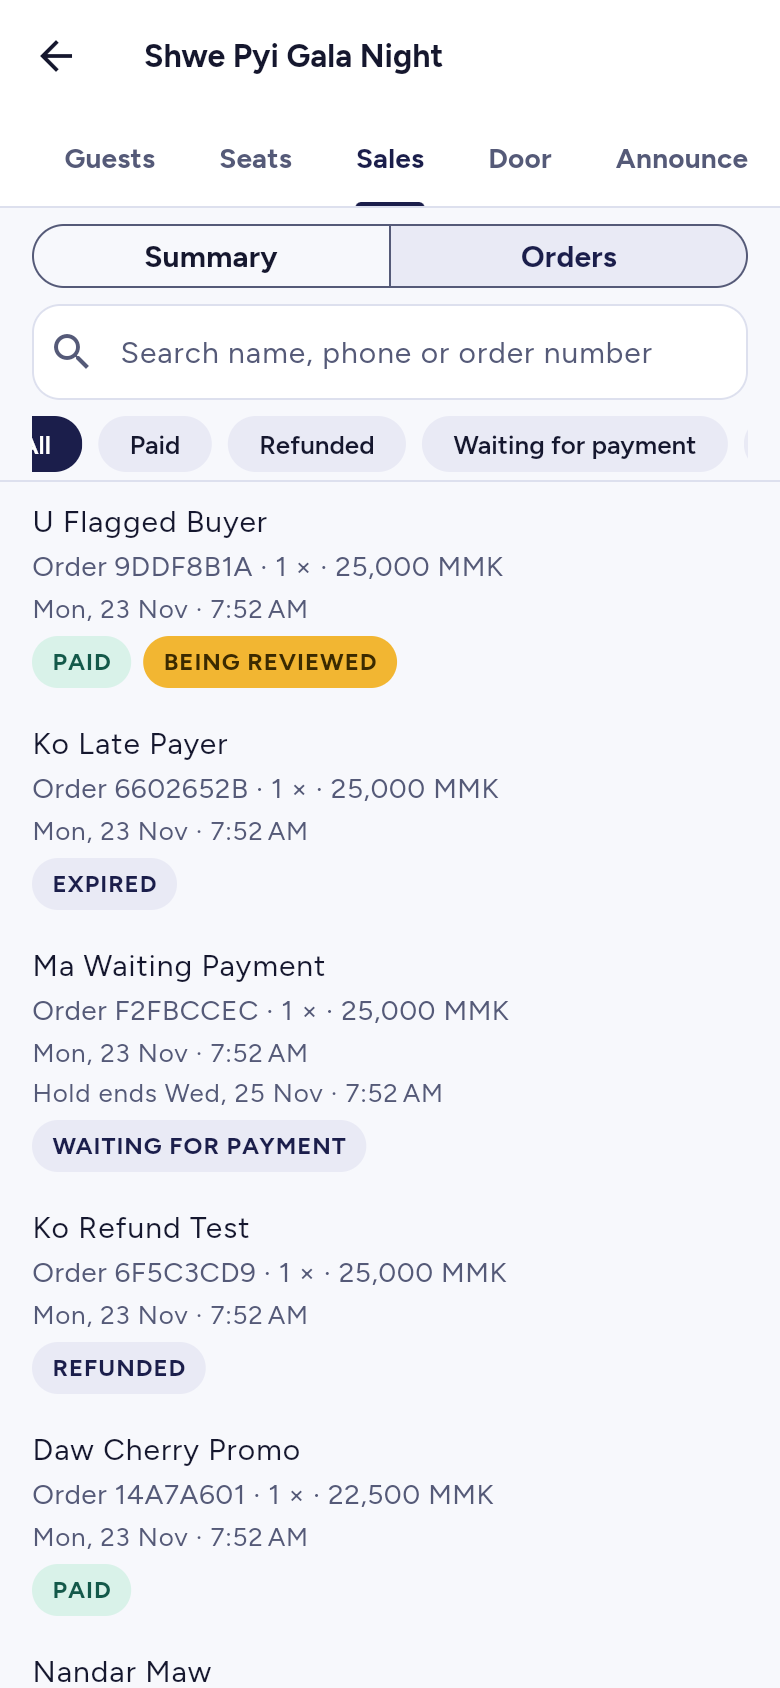 Shwe Pyi Gala Night
Guests Seats Sales Door Announce
Summary Orders
Search name, phone or order number
All Paid Refunded Waiting for payment
U Flagged Buyer
Order 9DDF8B1A · 1 × · 25,000 MMK
Mon, 23 Nov · 7:52 AM
PAID BEING REVIEWED
Ko Late Payer
Order 6602652B · 1 × · 25,000 MMK
Mon, 23 Nov · 7:52 AM
EXPIRED
Ma Waiting Payment
Order F2FBCCEC · 1 × · 25,000 MMK
Mon, 23 Nov · 7:52 AM
Hold ends Wed, 25 Nov · 7:52 AM
WAITING FOR PAYMENT
Ko Refund Test
Order 6F5C3CD9 · 1 × · 25,000 MMK
Mon, 23 Nov · 7:52 AM
REFUNDED
Daw Cherry Promo
Order 14A7A601 · 1 × · 22,500 MMK
Mon, 23 Nov · 7:52 AM
PAID
Nandar Maw